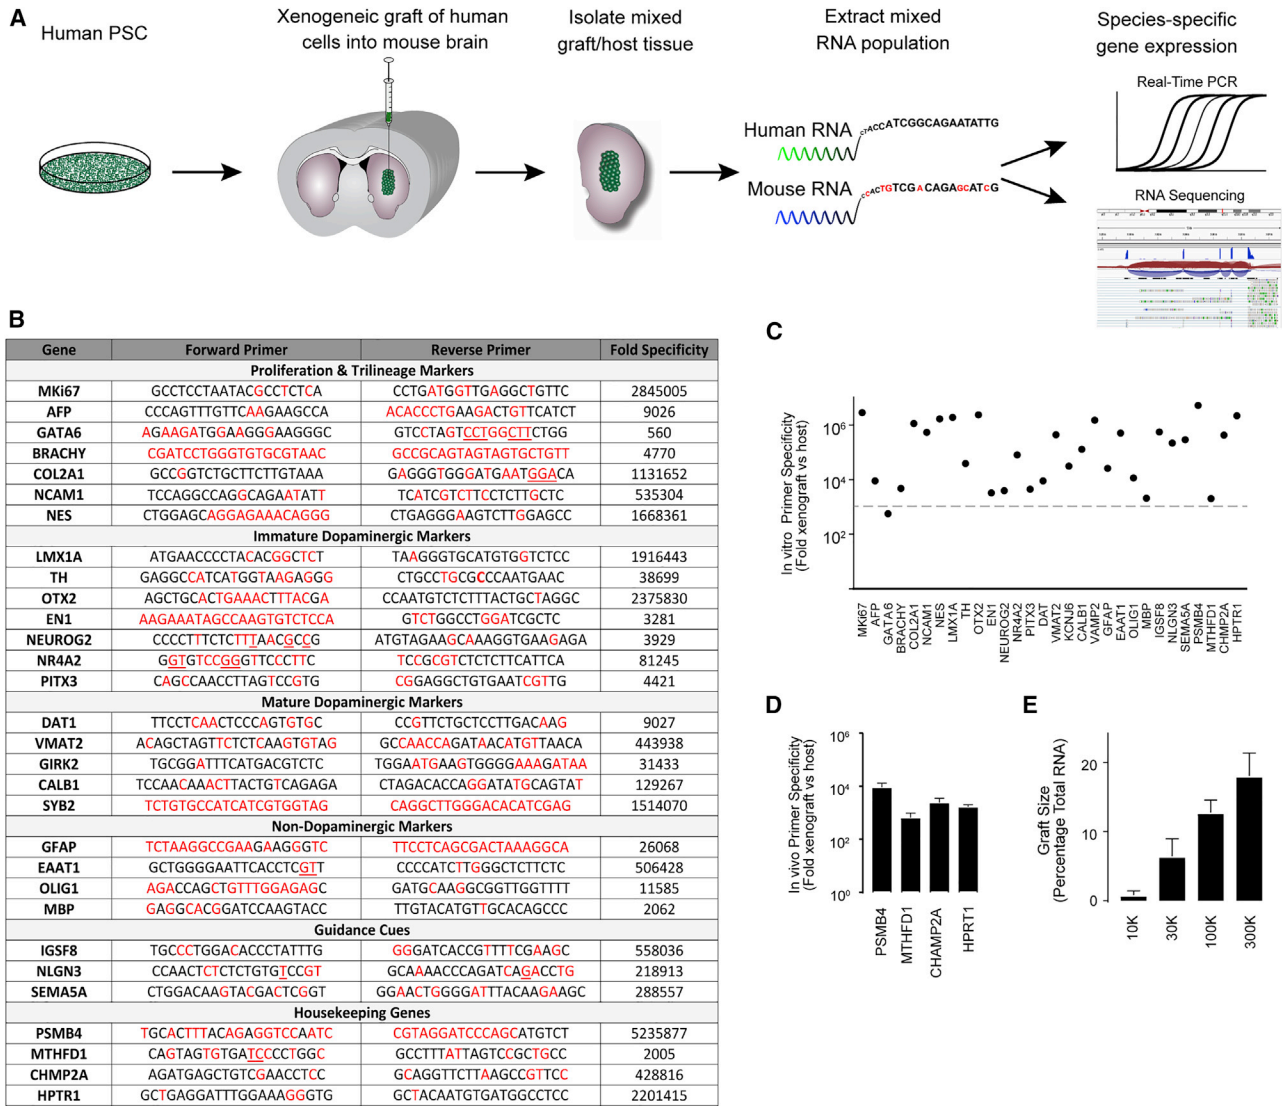 A
Human PSC
Xenogeneic graft of human
cells into mouse brain
Isolate mixed
graft/host tissue
Extract mixed
RNA population
Species-specific
gene expression
Real-Time PCR
Human RNA
CTACCATCGGCAGAATATTG
Mouse RNA
CCACTGTCGACAGAGCATCG
RNA Sequencing
B
Gene Forward Primer Reverse Primer Fold Specificity
Proliferation & Trilineage Markers
MKi67 GCCTCCTAATACGCCTCTCA CCTGATGGTTGAGGCTGTTC 2845005
AFP CCCAGTTTGTTCAAGAAGCCA ACACCCTGAAGACTGTTCATCT 9026
GATA6 AGAAGATGGAAGGGAAGGGC GTCCTAGTCCTGGCTTCTGG 560
BRACHY CGATCCTGGGTGTGCGTAAC GCCGCAGTAGTAGTGCTGTT 4770
COL2A1 GCCGGTCTGCTTCTTGTAAA GAGGGTGGGATGAATGGACA 1131652
NCAM1 TCCAGGCCAGGCAGAATATT TCATCGTCTTCCTCTTGCTC 535304
NES CTGGAGCAGGAGAAACAGGG CTGAGGGAAGTCTTGGAGCC 1668361
Immature Dopaminergic Markers
LMX1A ATGAACCCCTACACGGCTCT TAAGGGTGCATGTGGTCTCC 1916443
TH GAGGCCATCATGGTAAGAGGG CTGCCTGCGCCCCAATGAAC 38699
OTX2 AGCTGCACTGAAACTTTACGA CCAATGTCTCTTTACTGCTAGGC 2375830
EN1 AAGAAATAGCCAAGTGTCTCCA GTCTGGCCTGGATCGCTC 3281
NEUROG2 CCCCTTTCTCTTTAACGCCG ATGTAGAAGCAAAGGTGAAGAGA 3929
NR4A2 GGTGTCCGGGTTCCCTTC TCCGCGTCTCTCTTCATTCA 81245
PITX3 CAGCCAACCTTAGTCCGTG CGGAGGCTGTGAATCGTTG 4421
Mature Dopaminergic Markers
DAT1 TTCCTCAACTCCCAGTGTGC CCGTTCTGCTCCTTGACAAG 9027
VMAT2 ACAGCTAGTTCTCTCAAGTGTAG GCCAACCAGATAACATGTTAACA 443938
GIRK2 TGCGGATTTCATGACGTCTC TGGAATGAAGTGGGGAAAGATAA 31433
CALB1 TCCAACAAACTTACTGTCAGAGA CTAGACACCAGGATATGCAGTAT 129267
SYB2 TCTGTGCCATCATCGTGGTAG CAGGCTTGGGACACATCGAG 1514070
Non-Dopaminergic Markers
GFAP TCTAAGGCCGAAGAAGGGTC TTCCTCAGCGACTAAAGGCA 26068
EAAT1 GCTGGGGAATTCACCTCGTT CCCCATCTTGGGCTCTTCTC 506428
OLIG1 AGACCAGCTGTTTGGAGAGC GATGCAAGGCGGTTGGTTTT 11585
MBP GAGGCACGGATCCAAGTACC TTGTACATGTTGCACAGCCC 2062
Guidance Cues
IGSF8 TGCCCTGGACACCCTATTTG GGGATCACCGTTTTCGAAGC 558036
NLGN3 CCAACTCTCTCTGTGTCCGT GCAAAACCCAGATCAGACCTG 218913
SEMA5A CTGGACAAGTACGACTCGGT GGAACTGGGGATTTACAAGAAGC 288557
Housekeeping Genes
PSMB4 TGCACTTTACAGAGGTCCAATC CGTAGGATCCCAGCATGTCT 5235877
MTHFD1 CAGTAGTGTGATCCCCTGGC GCCTTTATTAGTCCGCTGCC 2005
CHMP2A AGATGAGCTGTCGAACCTCC GCAGGTTCTTAAGCCGTTCC 428816
HPTR1 GCTGAGGATTTGGAAAGGGTG GCTACAATGTGATGGCCTCC 2201415
C
In vitro Primer Specificity
(Fold xenograft vs host)
10⁶
10⁴
10²
MKi67
AFP
GATA6
BRACHY
COL2A1
NCAM1
NES
LMX1A
TH
OTX2
EN1
NEUROG2
NR4A2
PITX3
DAT
VMAT2
KCNJ6
CALB1
VAMP2
GFAP
EAAT1
OLIG1
MBP
IGSF8
NLGN3
SEMA5A
PSMB4
MTHFD1
CHMP2A
HPTR1
D
In vivo Primer Specificity
(Fold xenograft vs host)
10⁶
10⁴
10²
10⁰
PSMB4
MTHFD1
CHAMP2A
HPRT1
E
Graft Size
(Percentage Total RNA)
20
10
0
10K
30K
100K
300K